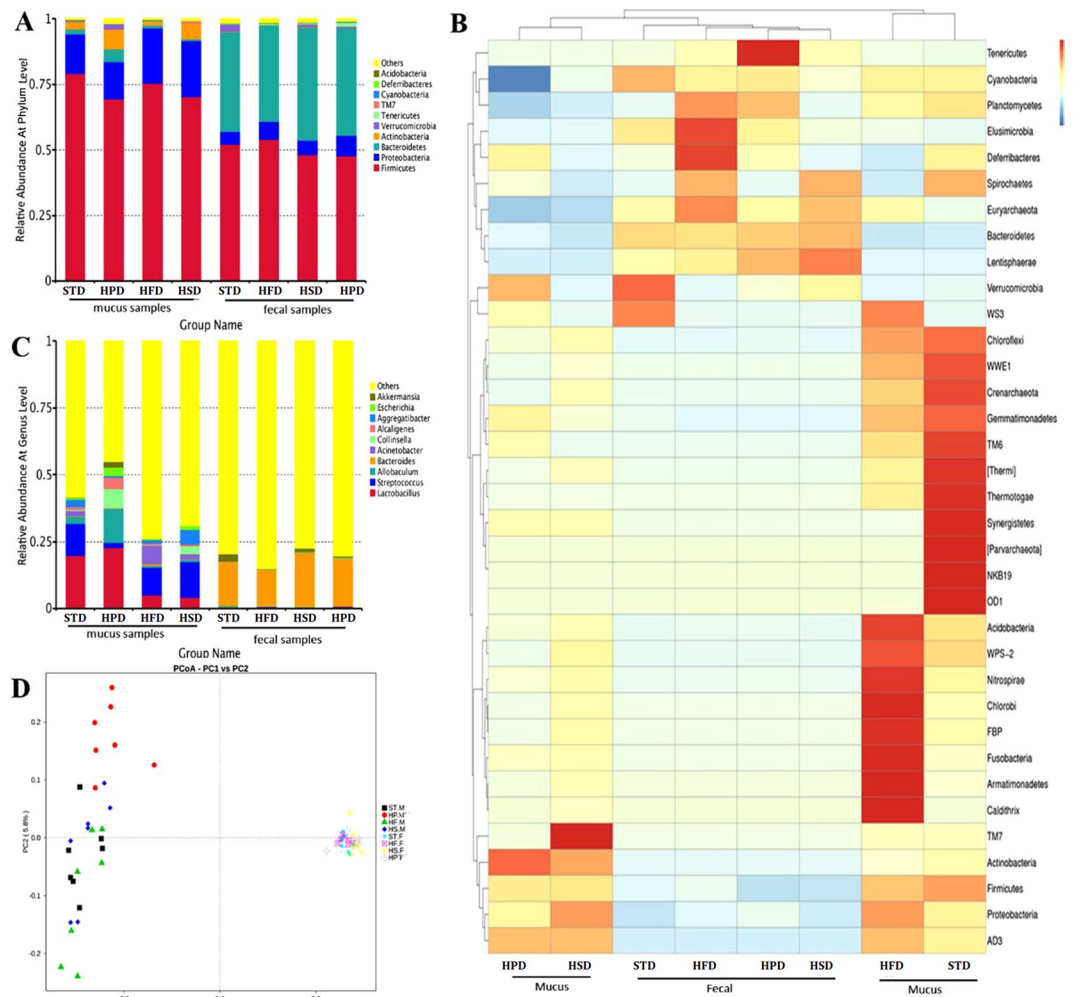 A
Relative Abundance At Phylum Level
1
0.75
0.5
0.25
0
STD HPD HFD HSD STD HFD HSD HPD
mucus samples fecal samples
Group Name
Others
Acidobacteria
Deferribacteres
Cyanobacteria
TM7
Tenericutes
Verrucomicrobia
Actinobacteria
Bacteroidetes
Proteobacteria
Firmicutes
B
Tenericutes
Cyanobacteria
Planctomycetes
Elusimicrobia
Deferribacteres
Spirochaetes
Euryarchaeota
Bacteroidetes
Lentisphaerae
Verrucomicrobia
WS3
Chloroflexi
WWE1
Crenarchaeota
Gemmatimonadetes
TM6
[Thermi]
Thermotogae
Synergistetes
[Parvarchaeota]
NKB19
OD1
Acidobacteria
WPS-2
Nitrospirae
Chlorobi
FBP
Fusobacteria
Armatimonadetes
Caldithrix
TM7
Actinobacteria
Firmicutes
Proteobacteria
AD3
HPD HSD STD HFD HPD HSD HFD STD
Mucus Fecal Mucus
C
Relative Abundance At Genus Level
1
0.75
0.5
0.25
0
STD HPD HFD HSD STD HFD HSD HPD
mucus samples fecal samples
Group Name
Others
Akkermansia
Escherichia
Aggregatibacter
Alcaligenes
Collinsella
Acinetobacter
Bacteroides
Allobaculum
Streptococcus
Lactobacillus
D
PCoA - PC1 vs PC2
PC2 ( 5.8% )
0.2
0.1
0.0
-0.1
-0.2
ST.M
HP.M
HF.M
HS.M
ST.F
HF.F
HS.F
HP.F